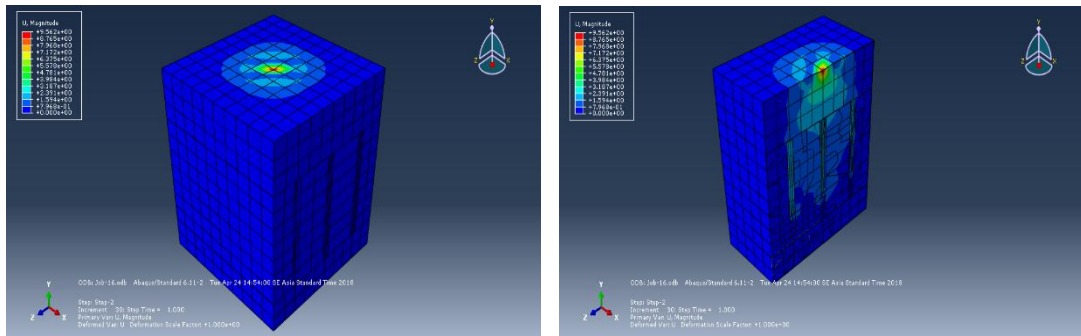 U, Magnitude
+9.562e+00
+8.765e+00
+7.968e+00
+7.172e+00
+6.375e+00
+5.578e+00
+4.781e+00
+3.984e+00
+3.187e+00
+2.391e+00
+1.594e+00
+7.968e-01
+0.000e+00
Y
Z
X
ODB: Job-16.odb Abaqus/Standard 6.11-2 Tue Apr 24 14:54:00 SE Asia Standard Time 2018
Step: Step-2
Increment 30: Step Time = 1.000
Primary Var: U, Magnitude
Deformed Var: U Deformation Scale Factor: +1.000e+00
Y
Z
X
U, Magnitude
+9.562e+00
+8.765e+00
+7.968e+00
+7.172e+00
+6.375e+00
+5.578e+00
+4.781e+00
+3.984e+00
+3.187e+00
+2.391e+00
+1.594e+00
+7.968e-01
+0.000e+00
Y
Z
X
ODB: Job-16.odb Abaqus/Standard 6.11-2 Tue Apr 24 14:54:00 SE Asia Standard Time 2018
Step: Step-2
Increment 30: Step Time = 1.000
Primary Var: U, Magnitude
Deformed Var: U Deformation Scale Factor: +1.000e+00
Y
Z
X